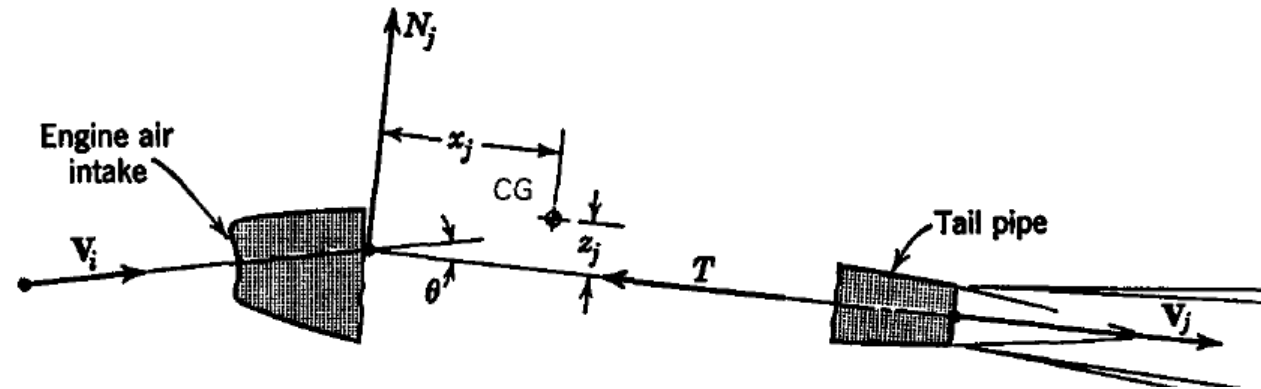 N_j
Engine air
intake
x_j
CG
V_i
θ
z_j
T
Tail pipe
V_j